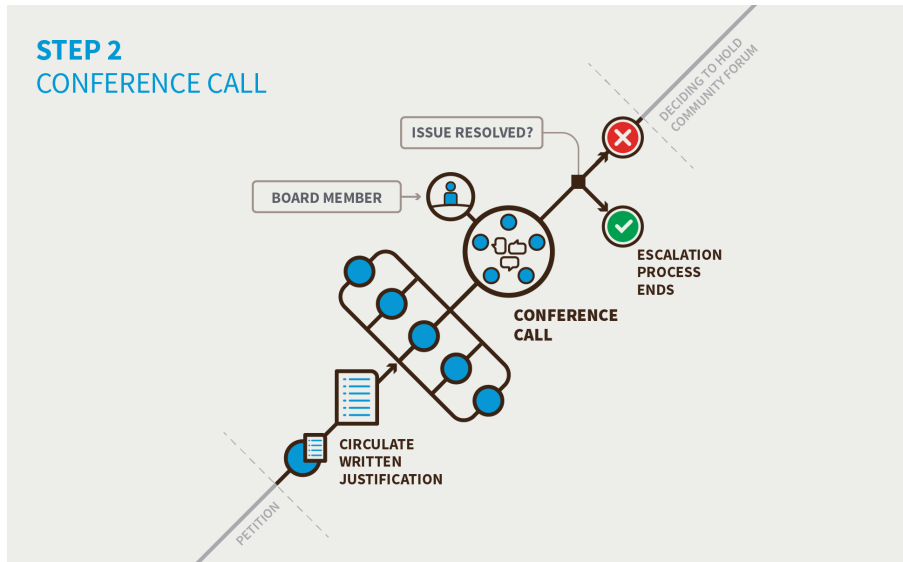 STEP 2
CONFERENCE CALL
DECIDING TO HOLD
COMMUNITY FORUM
ISSUE RESOLVED?
BOARD MEMBER
ESCALATION
PROCESS
ENDS
CONFERENCE
CALL
CIRCULATE
WRITTEN
JUSTIFICATION
PETITION